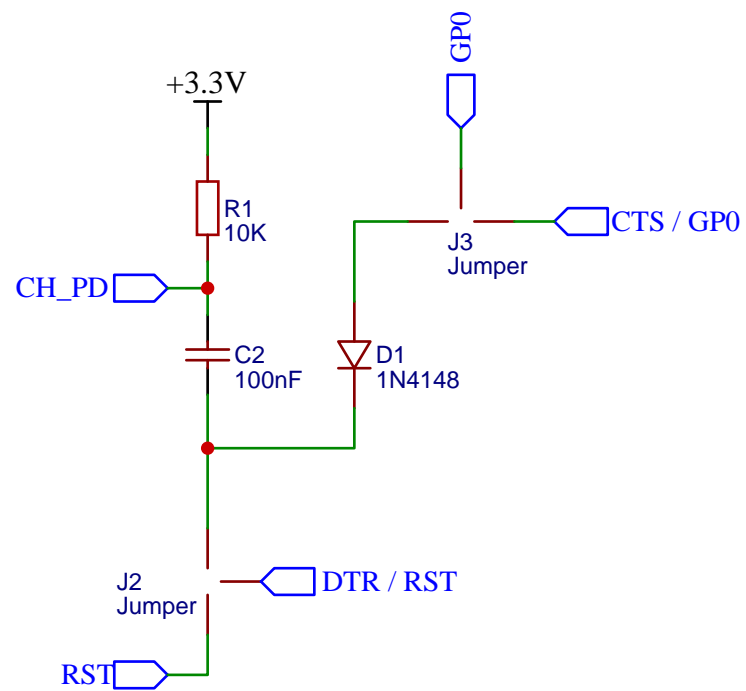 GP0
+3.3V
R1
10K
CTS / GP0
J3
Jumper
CH_PD
C2
100nF
D1
1N4148
J2
Jumper
DTR / RST
RST